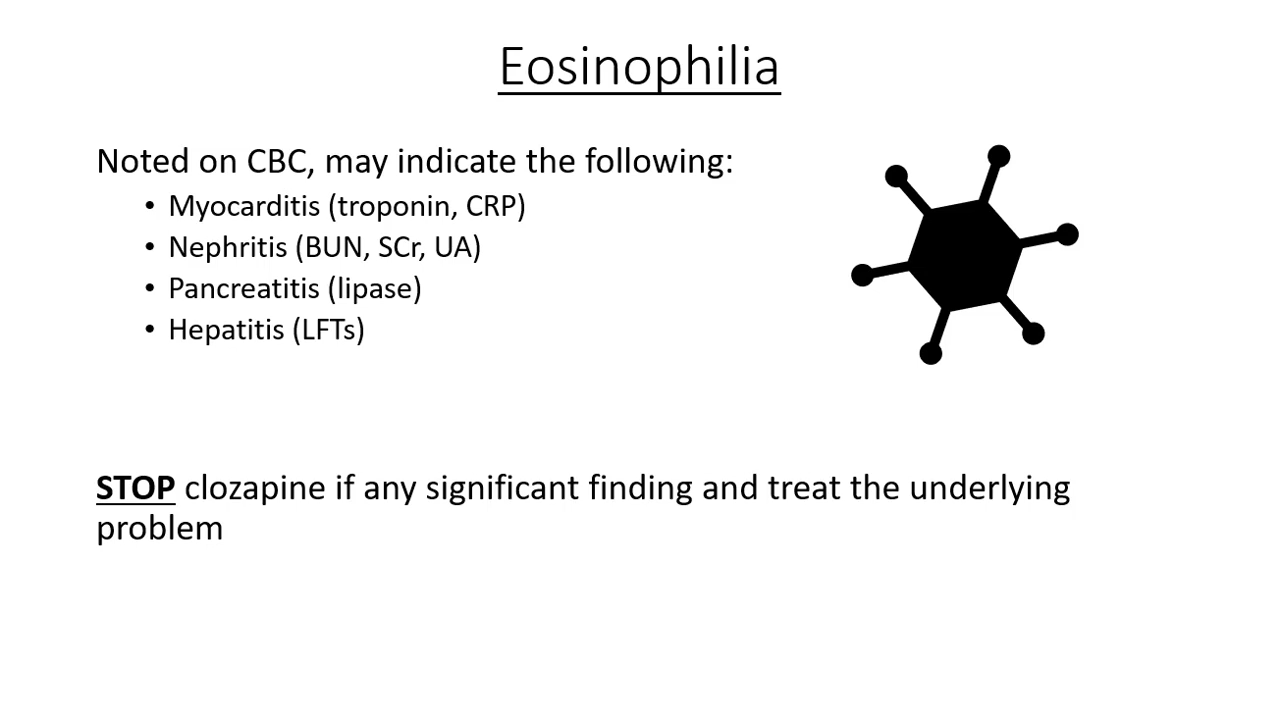 Eosinophilia
Noted on CBC, may indicate the following:
• Myocarditis (troponin, CRP)
• Nephritis (BUN, SCr, UA)
• Pancreatitis (lipase)
• Hepatitis (LFTs)
STOP clozapine if any significant finding and treat the underlying
problem